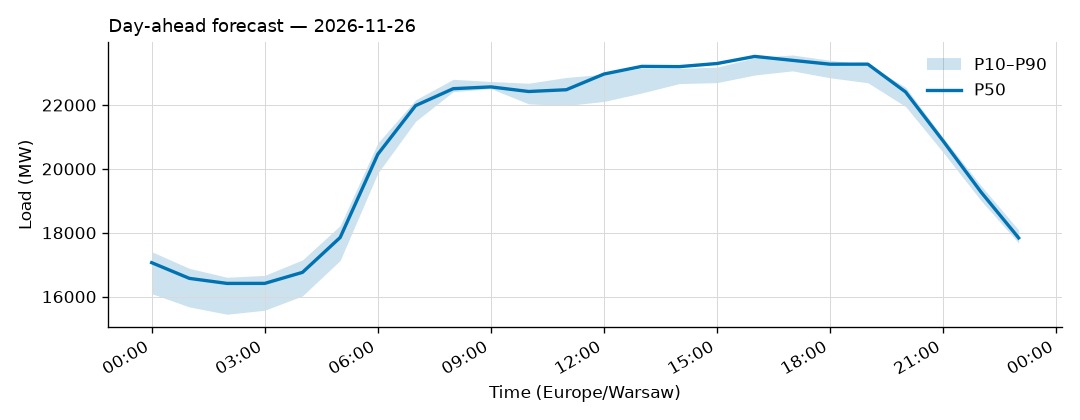 Day-ahead forecast — 2026-11-26
Load (MW)
22000
20000
18000
16000
P10–P90
P50
00:00
03:00
06:00
09:00
12:00
15:00
18:00
21:00
00:00
Time (Europe/Warsaw)